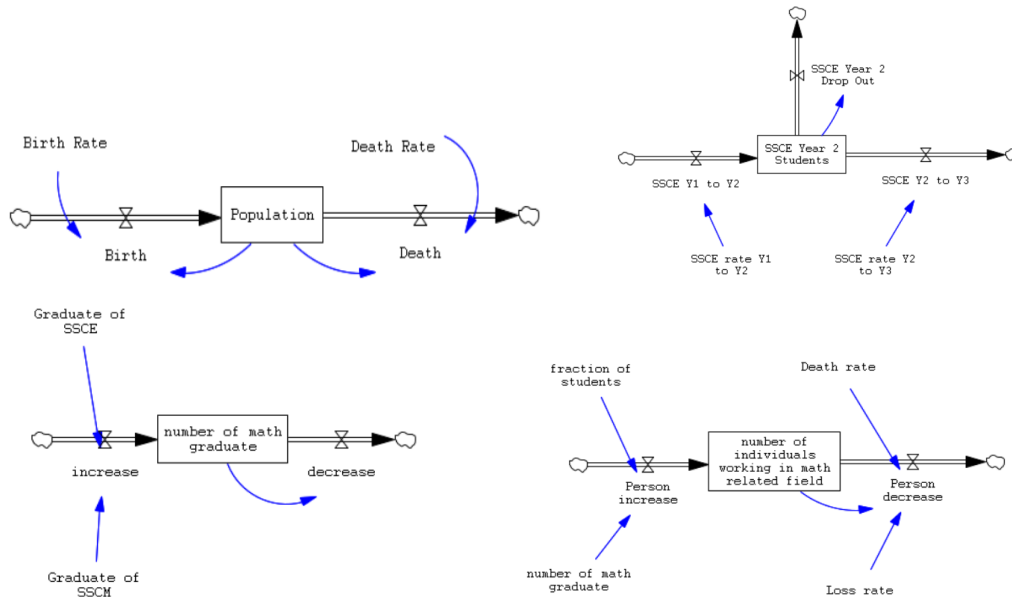 Birth Rate
Death Rate
Population
Birth
Death
SSCE Year 2
Drop Out
SSCE Year 2
Students
SSCE Y1 to Y2
SSCE Y2 to Y3
SSCE rate Y1
to Y2
SSCE rate Y2
to Y3
Graduate of
SSCE
number of math
graduate
increase
decrease
Graduate of
SSCM
fraction of
students
Death rate
number of
individuals
working in math
related field
Person
increase
Person
decrease
number of math
graduate
Loss rate